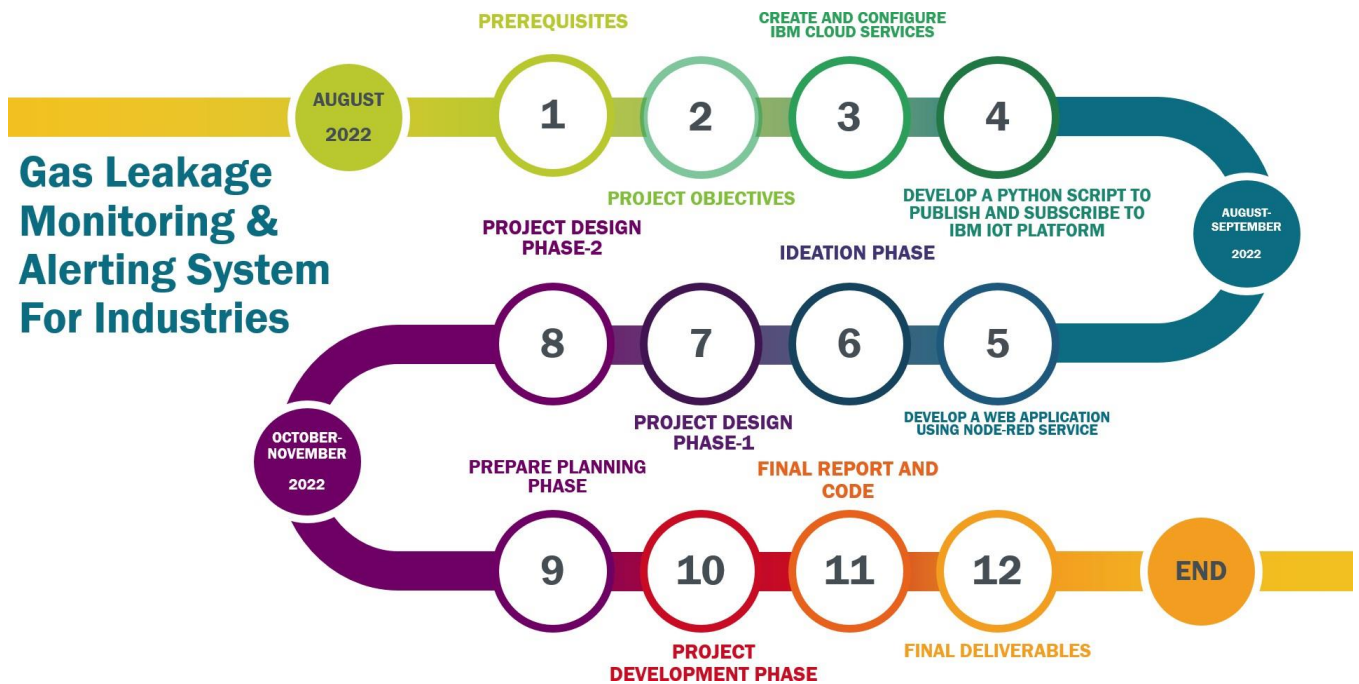 Gas Leakage
Monitoring &
Alerting System
For Industries
AUGUST
2022
PREREQUISITES
1
2
PROJECT OBJECTIVES
CREATE AND CONFIGURE
IBM CLOUD SERVICES
3
4
DEVELOP A PYTHON SCRIPT TO
PUBLISH AND SUBSCRIBE TO
IBM IOT PLATFORM
AUGUST-
SEPTEMBER
2022
5
DEVELOP A WEB APPLICATION
USING NODE-RED SERVICE
IDEATION PHASE
6
7
PROJECT DESIGN
PHASE-1
PROJECT DESIGN
PHASE-2
8
OCTOBER-
NOVEMBER
2022
PREPARE PLANNING
PHASE
9
10
PROJECT
DEVELOPMENT PHASE
FINAL REPORT AND
CODE
11
12
FINAL DELIVERABLES
END